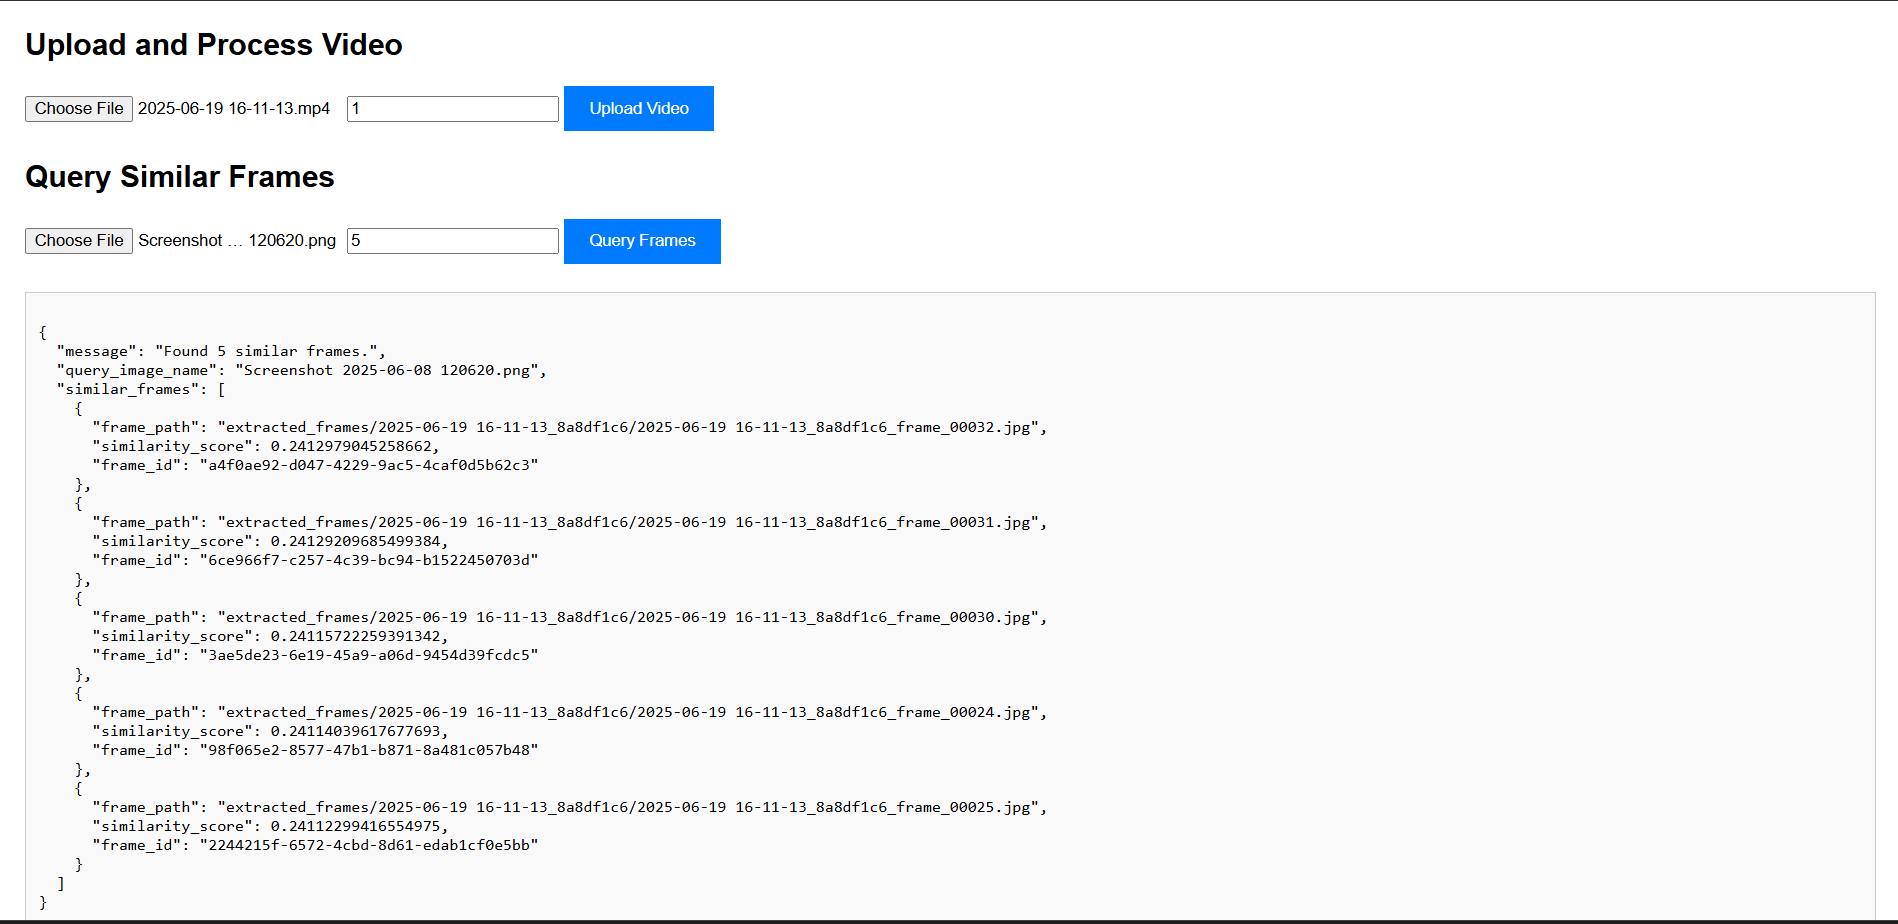 Upload and Process Video
Choose File 2025-06-19 16-11-13.mp4 1 Upload Video
Query Similar Frames
Choose File Screenshot … 120620.png 5 Query Frames
{
  "message": "Found 5 similar frames.",
  "query_image_name": "Screenshot 2025-06-08 120620.png",
  "similar_frames": [
    {
      "frame_path": "extracted_frames/2025-06-19 16-11-13_8a8df1c6/2025-06-19 16-11-13_8a8df1c6_frame_00032.jpg",
      "similarity_score": 0.2412979045258662,
      "frame_id": "a4f0ae92-d047-4229-9ac5-4caf0d5b62c3"
    },
    {
      "frame_path": "extracted_frames/2025-06-19 16-11-13_8a8df1c6/2025-06-19 16-11-13_8a8df1c6_frame_00031.jpg",
      "similarity_score": 0.24129209685499384,
      "frame_id": "6ce966f7-c257-4c39-bc94-b1522450703d"
    },
    {
      "frame_path": "extracted_frames/2025-06-19 16-11-13_8a8df1c6/2025-06-19 16-11-13_8a8df1c6_frame_00030.jpg",
      "similarity_score": 0.24115722259391342,
      "frame_id": "3ae5de23-6e19-45a9-a06d-9454d39fcdc5"
    },
    {
      "frame_path": "extracted_frames/2025-06-19 16-11-13_8a8df1c6/2025-06-19 16-11-13_8a8df1c6_frame_00024.jpg",
      "similarity_score": 0.24114039617677693,
      "frame_id": "98f065e2-8577-47b1-b871-8a481c057b48"
    },
    {
      "frame_path": "extracted_frames/2025-06-19 16-11-13_8a8df1c6/2025-06-19 16-11-13_8a8df1c6_frame_00025.jpg",
      "similarity_score": 0.24112299416554975,
      "frame_id": "2244215f-6572-4cbd-8d61-edab1cf0e5bb"
    }
  ]
}